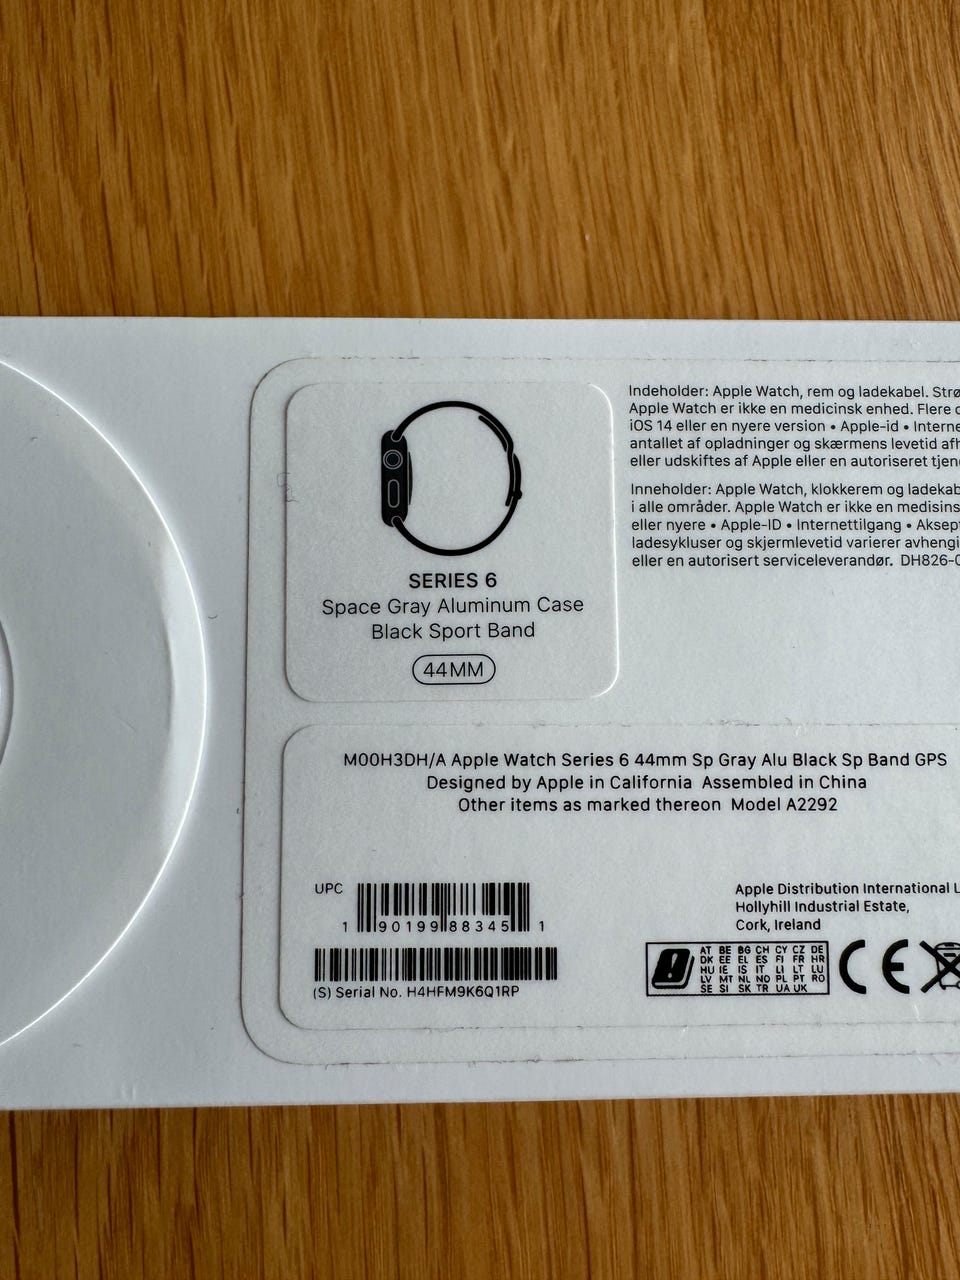 SERIES 6
Space Gray Aluminum Case
Black Sport Band
44MM
Indeholder: Apple Watch, rem og ladekabel.
Apple Watch er ikke en medicinsk enhed. Flere
iOS 14 eller en nyere version • Apple-id •
antallet af opladninger og skærmens levetid
eller udskiftes af Apple eller en autoriseret
Inneholder: Apple Watch, klokkerem og
i alle områder. Apple Watch er ikke en
eller nyere • Apple-ID • Internettilgang •
ladesykluser og skjermlevetid varierer
eller en autorisert serviceleverandør.
M00H3DH/A Apple Watch Series 6 44mm Sp Gray Alu Black Sp Band GPS
Designed by Apple in California Assembled in China
Other items as marked thereon Model A2292
UPC
1 90199 88345 1
(S) Serial No. H4HFM9K6Q1RP
Apple Distribution International
Hollyhill Industrial Estate,
Cork, Ireland
AT BE BG CH CY CZ DE
DK EE EL ES FI FR HR
HU IE IS IT LI LT LU
LV MT NL NO PL PT RO
SE SI SK TR UA UK
CE